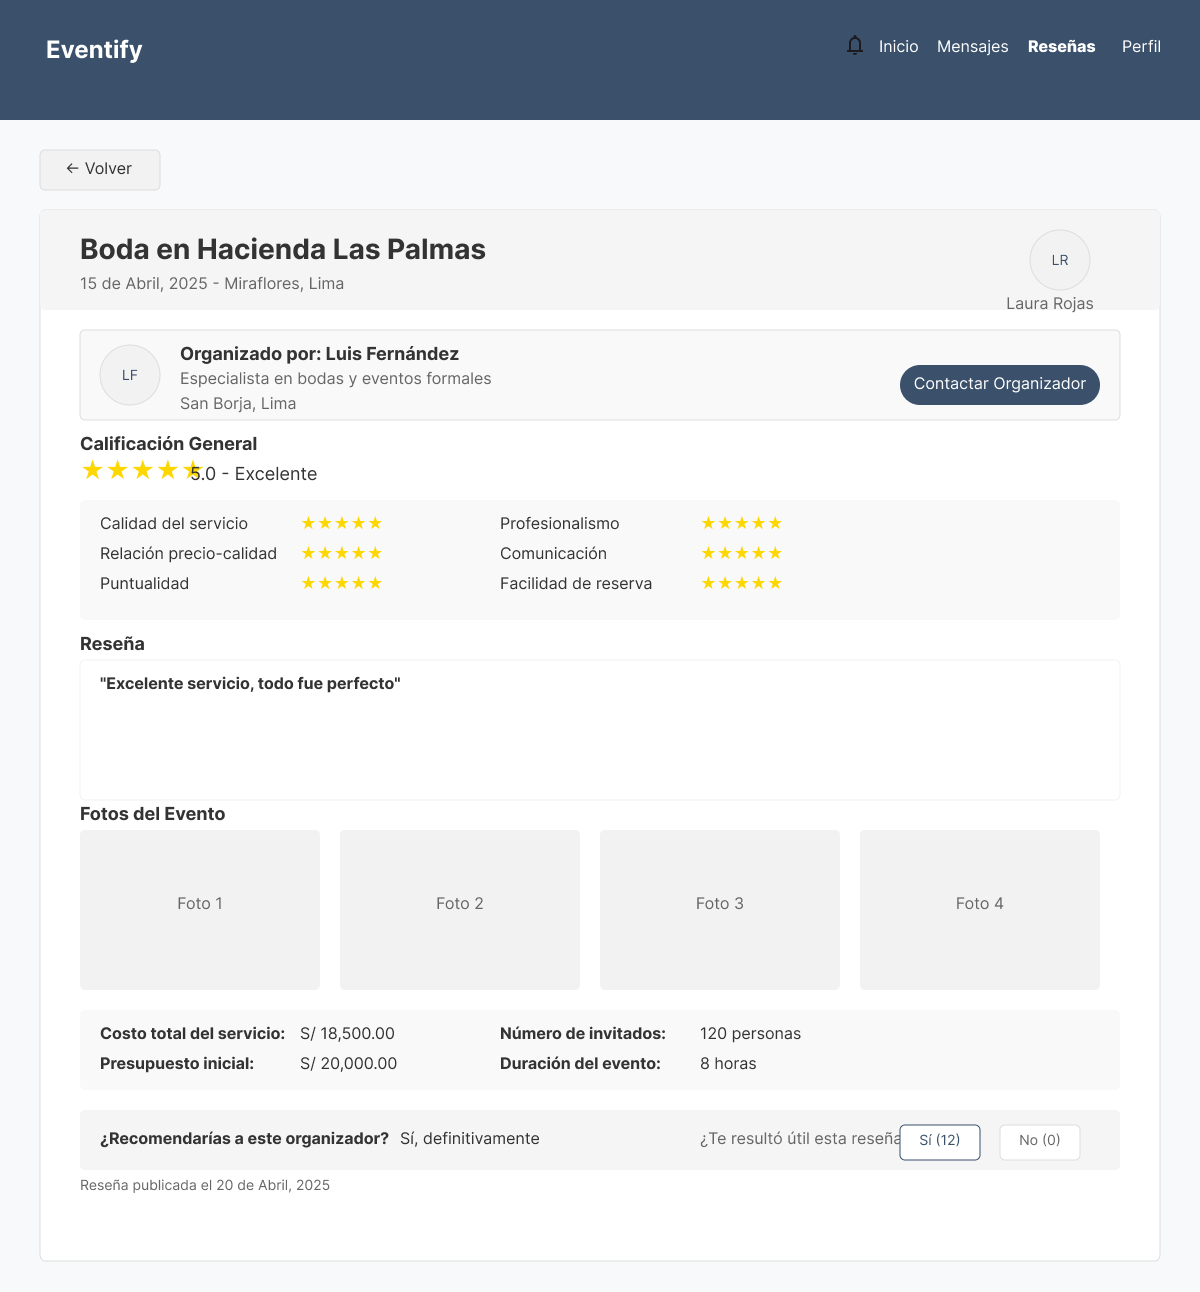 Eventify
Inicio Mensajes Reseñas Perfil
← Volver
Boda en Hacienda Las Palmas
15 de Abril, 2025 - Miraflores, Lima
LR
Laura Rojas
LF
Organizado por: Luis Fernández
Especialista en bodas y eventos formales
San Borja, Lima
Contactar Organizador
Calificación General
★★★★★ 5.0 - Excelente
Calidad del servicio ★★★★★ Profesionalismo ★★★★★
Relación precio-calidad ★★★★★ Comunicación ★★★★★
Puntualidad ★★★★★ Facilidad de reserva ★★★★★
Reseña
"Excelente servicio, todo fue perfecto"
Fotos del Evento
Foto 1 Foto 2 Foto 3 Foto 4
Costo total del servicio: S/ 18,500.00 Número de invitados: 120 personas
Presupuesto inicial: S/ 20,000.00 Duración del evento: 8 horas
¿Recomendarías a este organizador? Sí, definitivamente ¿Te resultó útil esta reseña Sí (12) No (0)
Reseña publicada el 20 de Abril, 2025